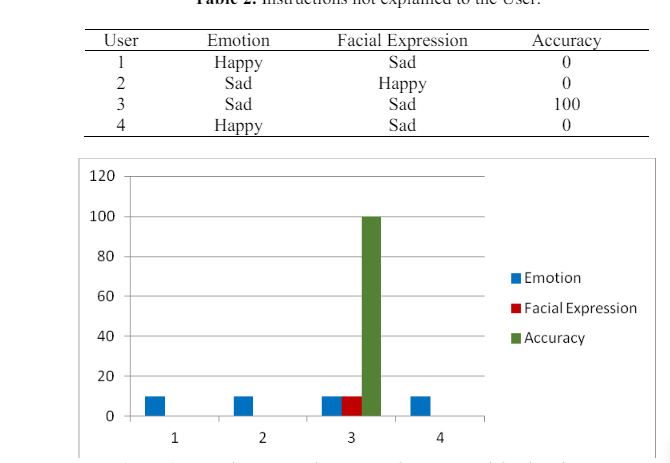 Table 2. Instructions not explained to the User.
User Emotion Facial Expression Accuracy
1 Happy Sad 0
2 Sad Happy 0
3 Sad Sad 100
4 Happy Sad 0
120
100
80
60
40
20
0
1 2 3 4
Emotion
Facial Expression
Accuracy